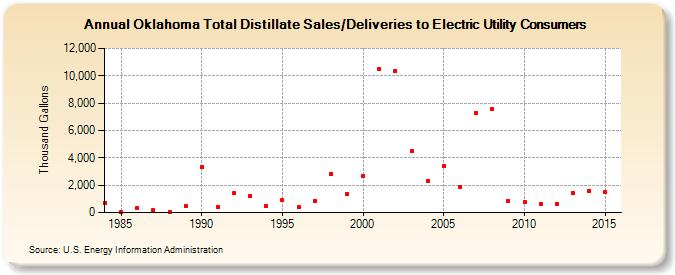 Annual Oklahoma Total Distillate Sales/Deliveries to Electric Utility Consumers
Thousand Gallons
12,000
10,000
8,000
6,000
4,000
2,000
0
1985 1990 1995 2000 2005 2010 2015
Source: U.S. Energy Information Administration